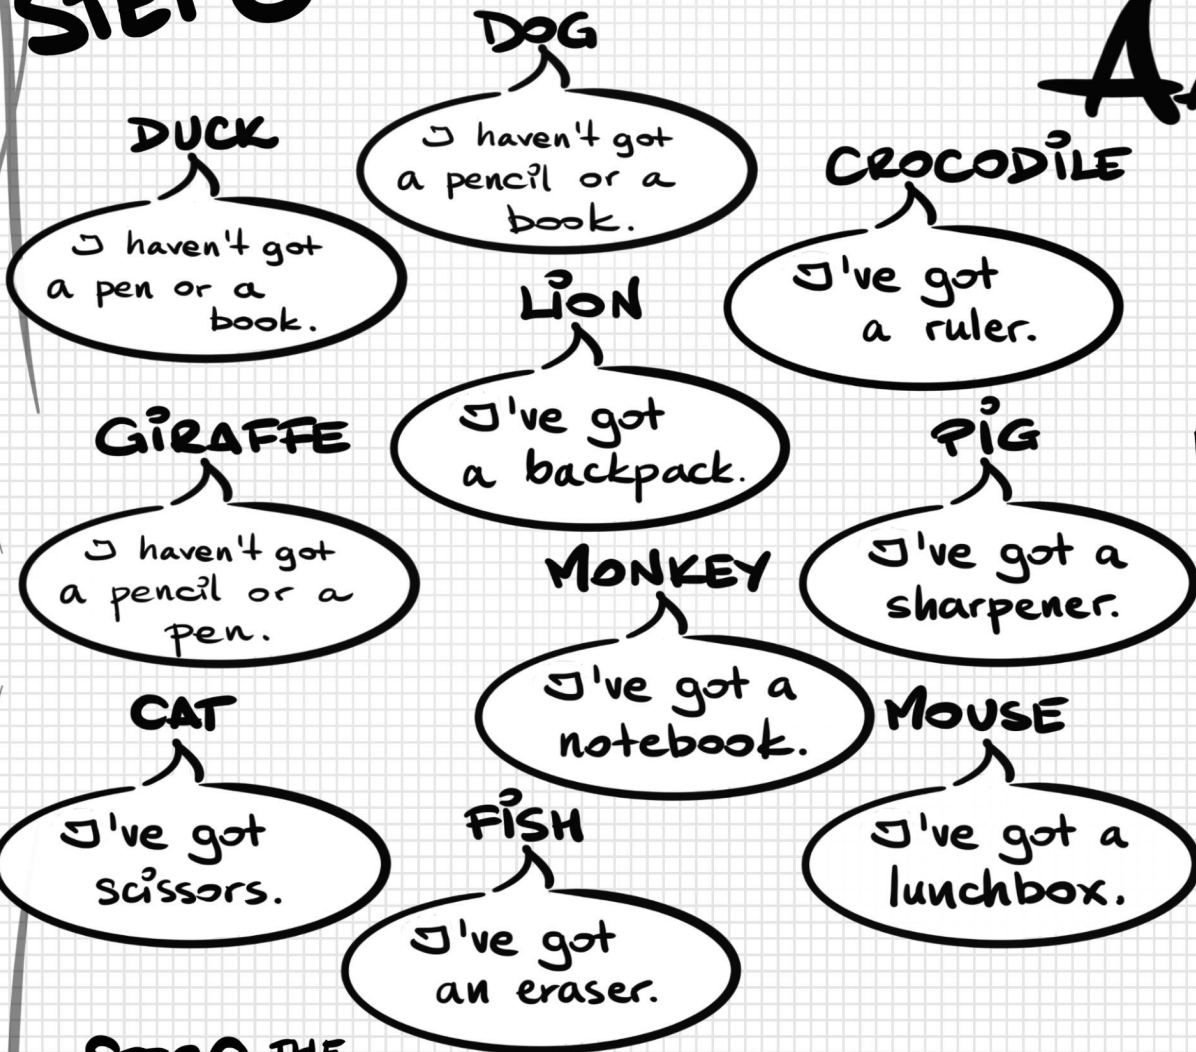 DOG
I haven't got
a pencil or a
book.
DUCK
I haven't got
a pen or a
book.
CROCODILE
I've got
a ruler.
LION
I've got
a backpack.
GIRAFFE
I haven't got
a pencil or a
pen.
PIG
I've got a
sharpener.
MONKEY
I've got a
notebook.
CAT
I've got
scissors.
MOUSE
I've got a
lunchbox.
FISH
I've got
an eraser.
THE